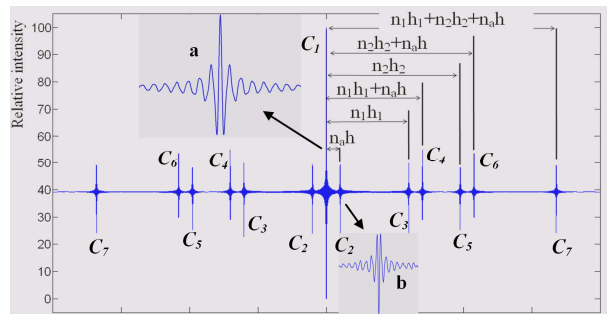 n₁h₁+n₂h₂+nₐh
n₂h₂+nₐh
n₂h₂
n₁h₁+nₐh
n₁h₁
nₐh
Relative intensity
100
90
80
70
60
50
40
30
20
10
0
a
b
C₁
C₆
C₄
C₄
C₆
C₇
C₅
C₃
C₂
C₂
C₃
C₅
C₇